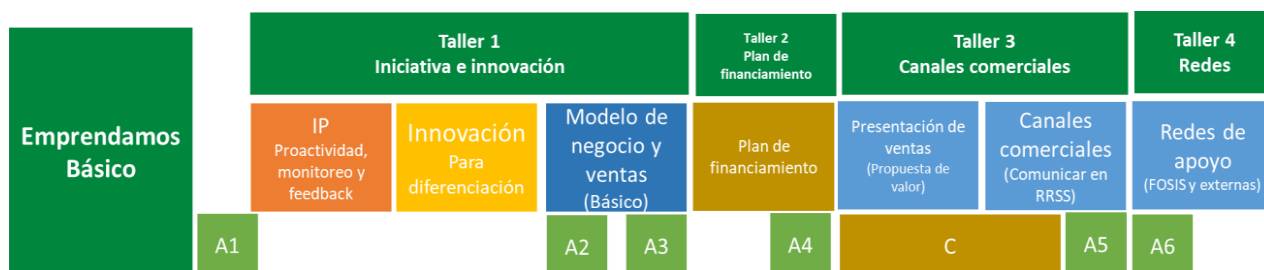 Emprendamos
Básico
Taller 1
Iniciativa e innovación
Taller 2
Plan de
financiamiento
Taller 3
Canales comerciales
Taller 4
Redes
IP
Proactividad,
monitoreo y
feedback
Innovación
Para
diferenciación
Modelo de
negocio y
ventas
(Básico)
Plan de
financiamiento
Presentación de
ventas
(Propuesta de
valor)
Canales
comerciales
(Comunicar en
RRSS)
Redes de
apoyo
(FOSIS y externas)
A1
A2
A3
A4
C
A5
A6